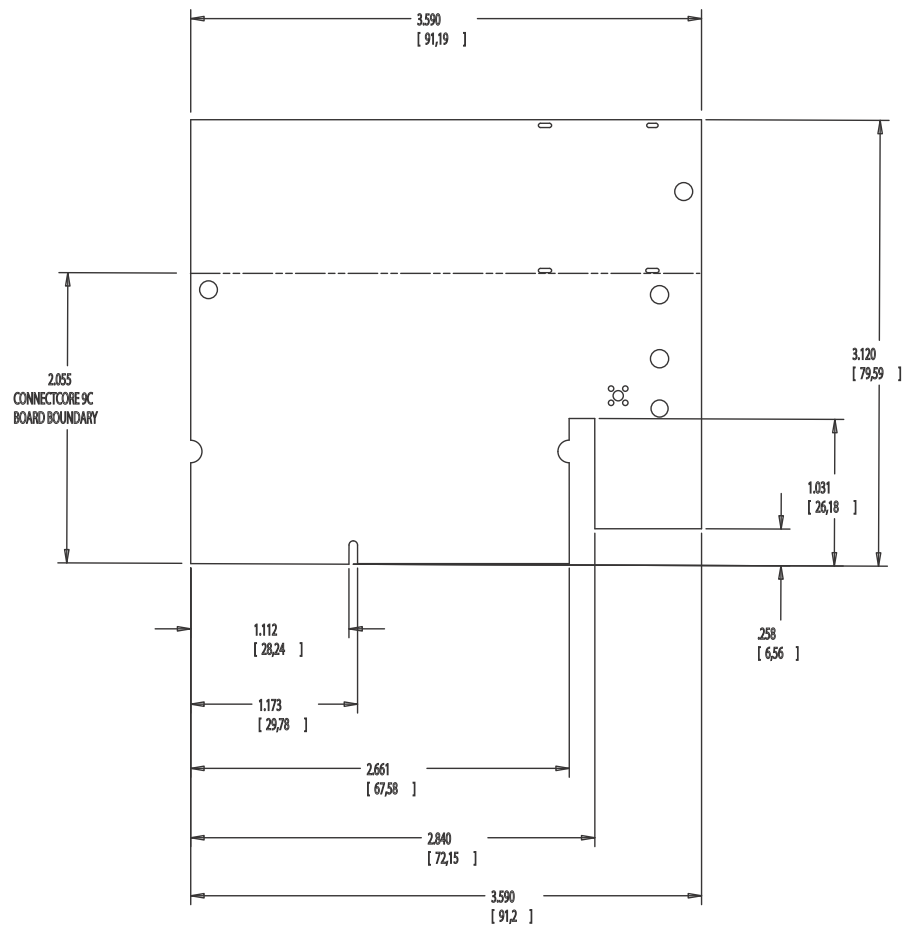 3.590
[ 91,19 ]
2.055
CONNECTCORE 9C
BOARD BOUNDARY
3.120
[ 79,59 ]
1.031
[ 26,18 ]
1.112
[ 28,24 ]
.258
[ 6,56 ]
1.173
[ 29,78 ]
2.661
[ 67,58 ]
2.840
[ 72,15 ]
3.590
[ 91,2 ]